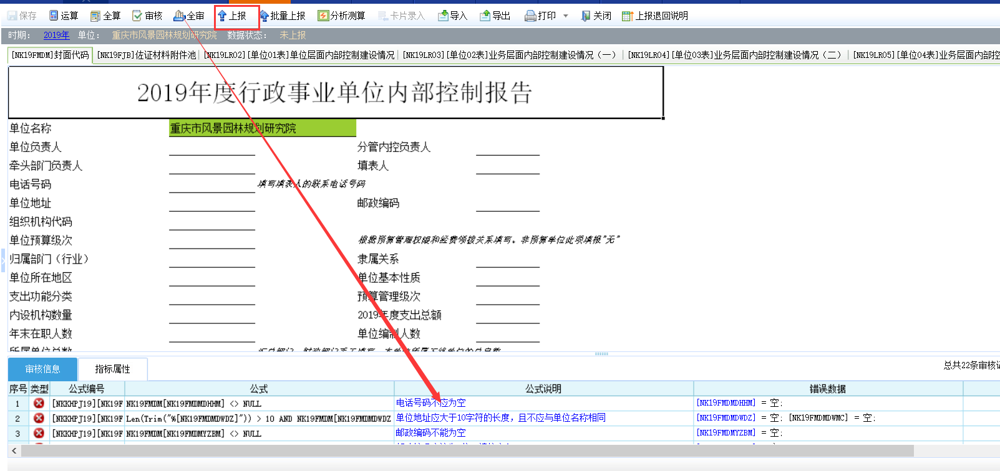 保存 运算 全算 审核 全审 上报 批量上报 分析测算 卡片录入 导入 导出 打印 关闭 上报退回说明
时期： 2019年 单位： 重庆市风景园林规划研究院 数据状态： 未上报
[NK19FMDM]封面代码 [NK19FJB]佐证材料附件池 [NK19LR02][单位01表]单位层面内部控制建设情况 [NK19LR03][单位02表]业务层面内部控制建设情况（一） [NK19LR04][单位03表]业务层面内部控制建设情况（二） [NK19LR05][单位04表]业务层面内部控
2019年度行政事业单位内部控制报告
单位名称 重庆市风景园林规划研究院
单位负责人 分管内控负责人
牵头部门负责人 填表人
电话号码 填写填表人的联系电话号码
单位地址 邮政编码
组织机构代码
单位预算级次 根据预算管理权限和经费领拨关系填写。非预算单位此项填报"无"
归属部门（行业） 隶属关系
单位所在地区 单位基本性质
支出功能分类 预算管理级次
内设机构数量 2019年度支出总额
年末在职人数 单位编制人数
所属单位总数
审核信息 指标属性 总共22条审核记
序号 类型 公式编号 公式 公式说明 错误数据
1 [NKKHPJ19][NK19F NK19FMDM[NK19FMDMDHHM] <> NULL 电话号码不应为空 [NK19FMDMDHHM] = 空;
2 [NKKHPJ19][NK19F Len(Trim("%[NK19FMDMDWDZ]")) > 10 AND NK19FMDM[NK19FMDMDWDZ 单位地址应大于10字符的长度，且不应与单位名称相同 [NK19FMDMDWDZ] = 空; [NK19FMDMDWMC] = 空;
3 [NKKHPJ19][NK19F NK19FMDM[NK19FMDMYZBM] <> NULL 邮政编码不能为空 [NK19FMDMYZBM] = 空;